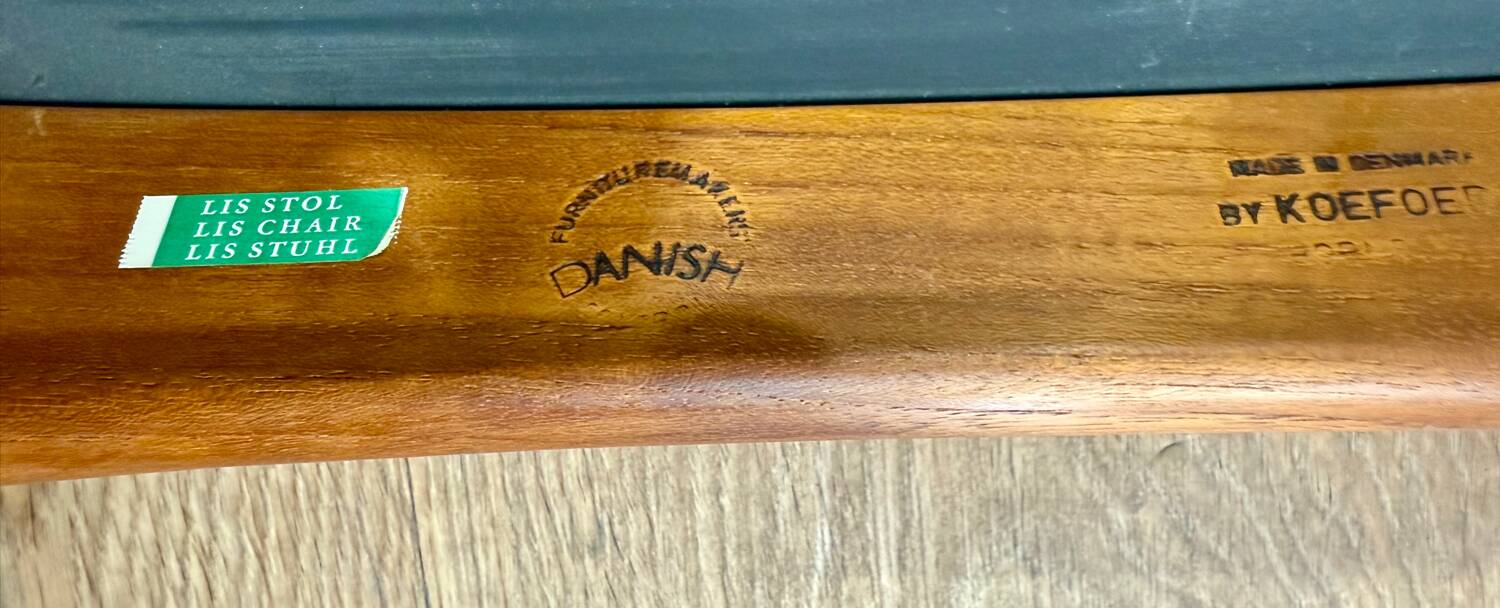 LIS STOL
LIS CHAIR
LIS STUHL
FURNITUREMAKERS
DANISH
MADE IN DENMARK
BY KOEFOED